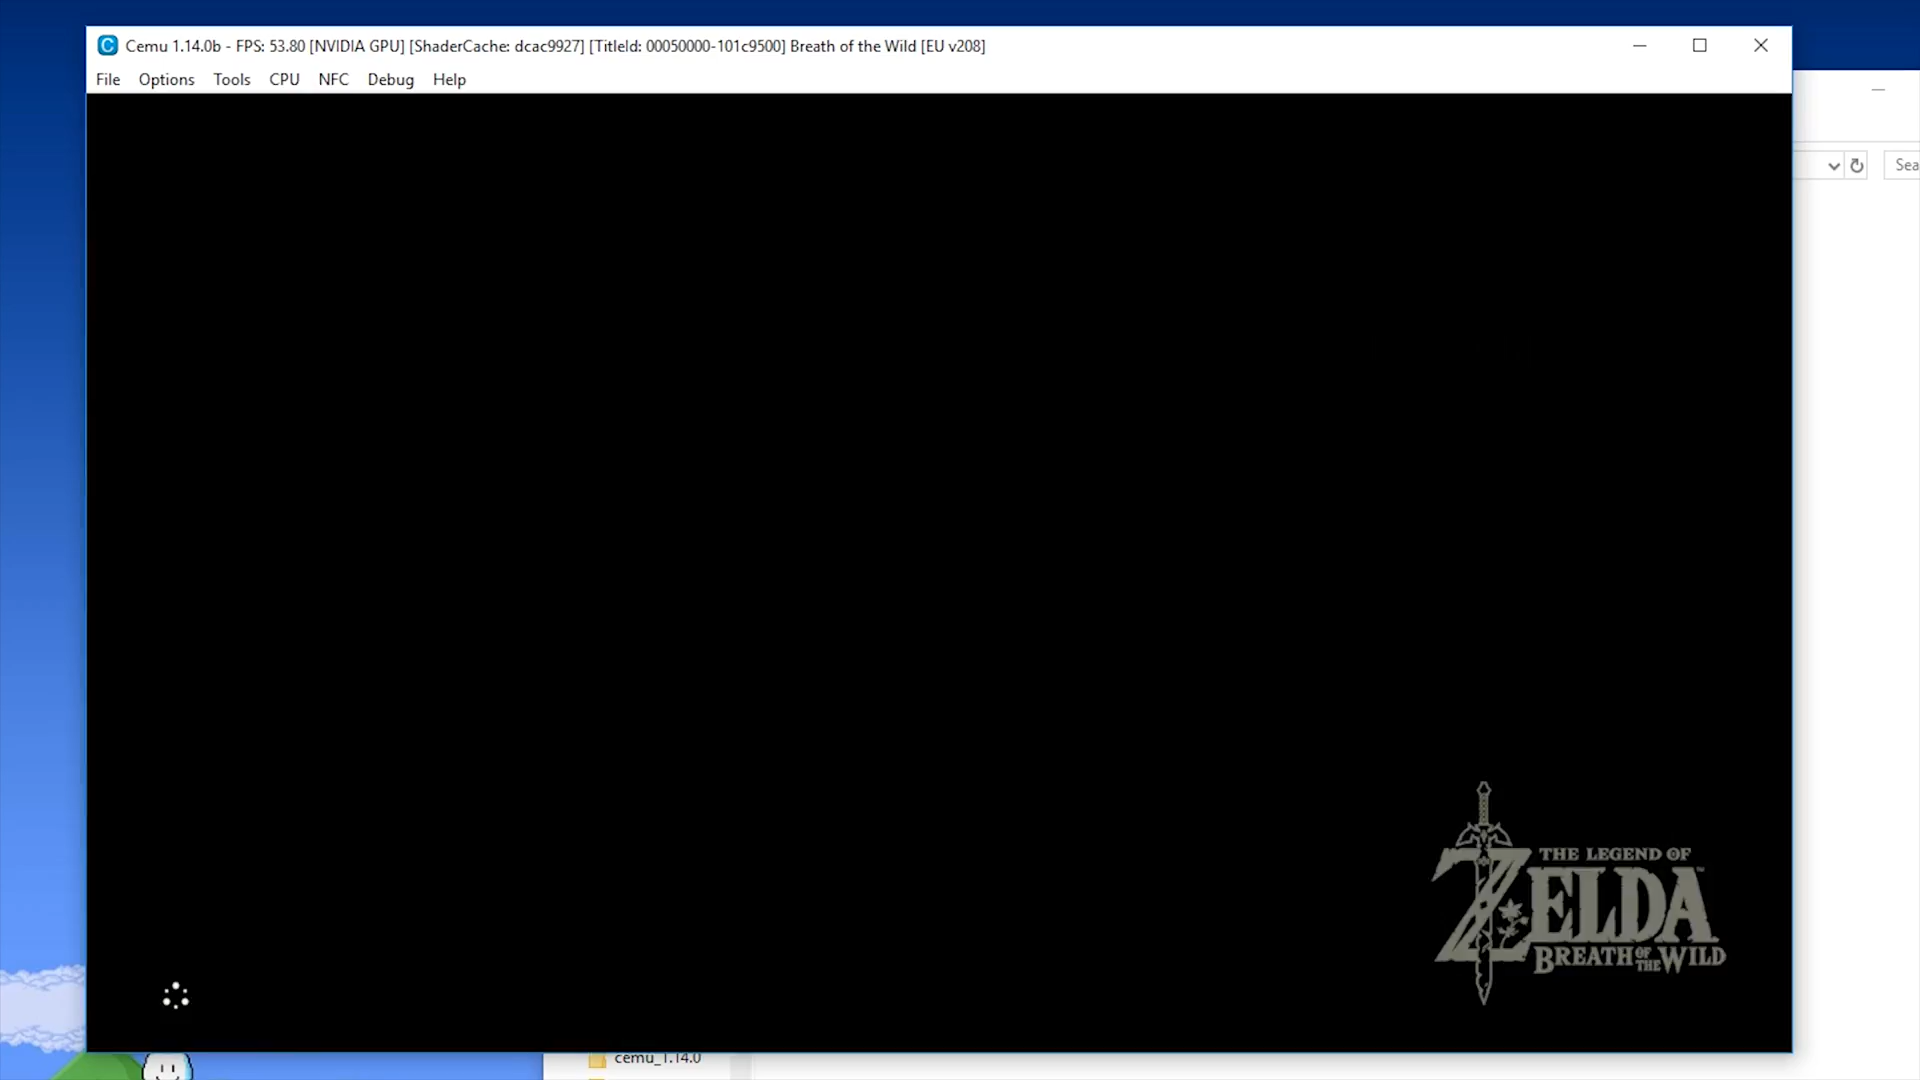 Cemu 1.14.0b - FPS: 53.80 [NVIDIA GPU] [ShaderCache: dcac9927] [TitleId: 00050000-101c9500] Breath of the Wild [EU v208]
File Options Tools CPU NFC Debug Help
Sea
THE LEGEND OF
ZELDA
BREATH OF THE WILD
cemu_1.14.0